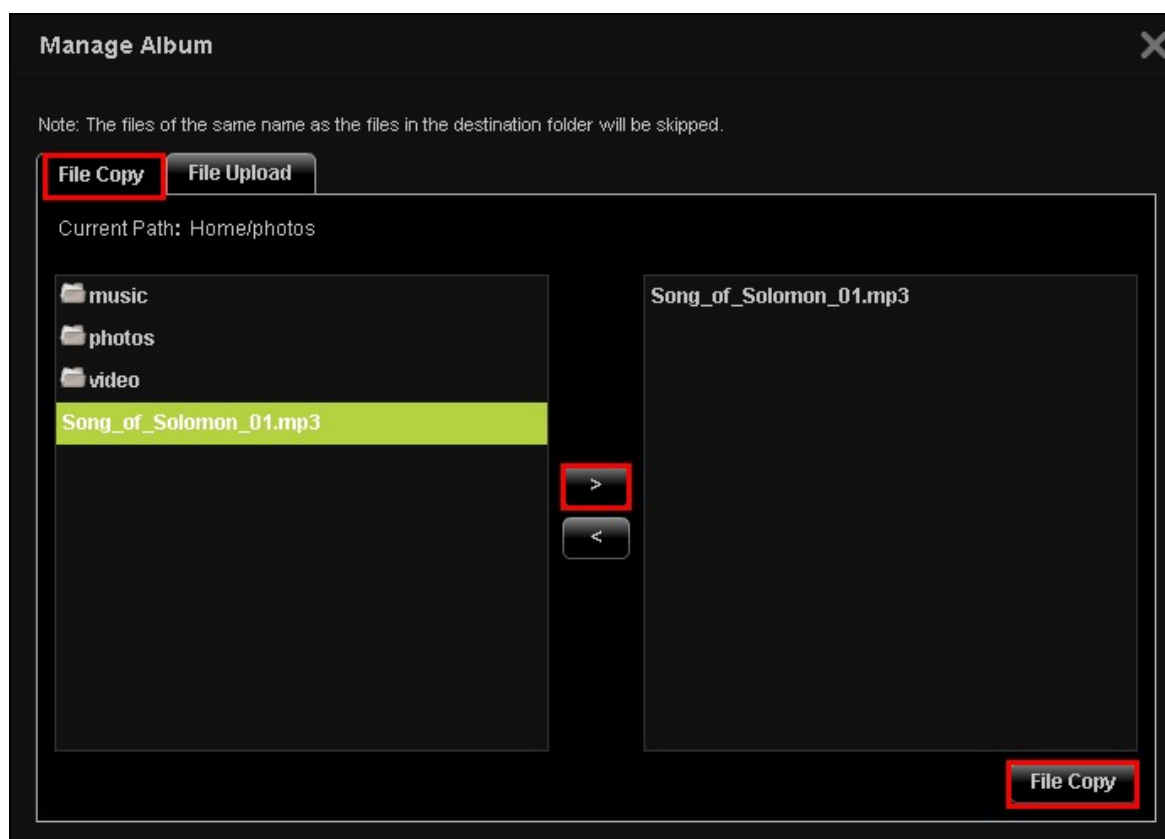 Manage Album
Note: The files of the same name as the files in the destination folder will be skipped.
File Copy
File Upload
Current Path: Home/photos
music
photos
video
Song_of_Solomon_01.mp3
Song_of_Solomon_01.mp3
>
<
File Copy